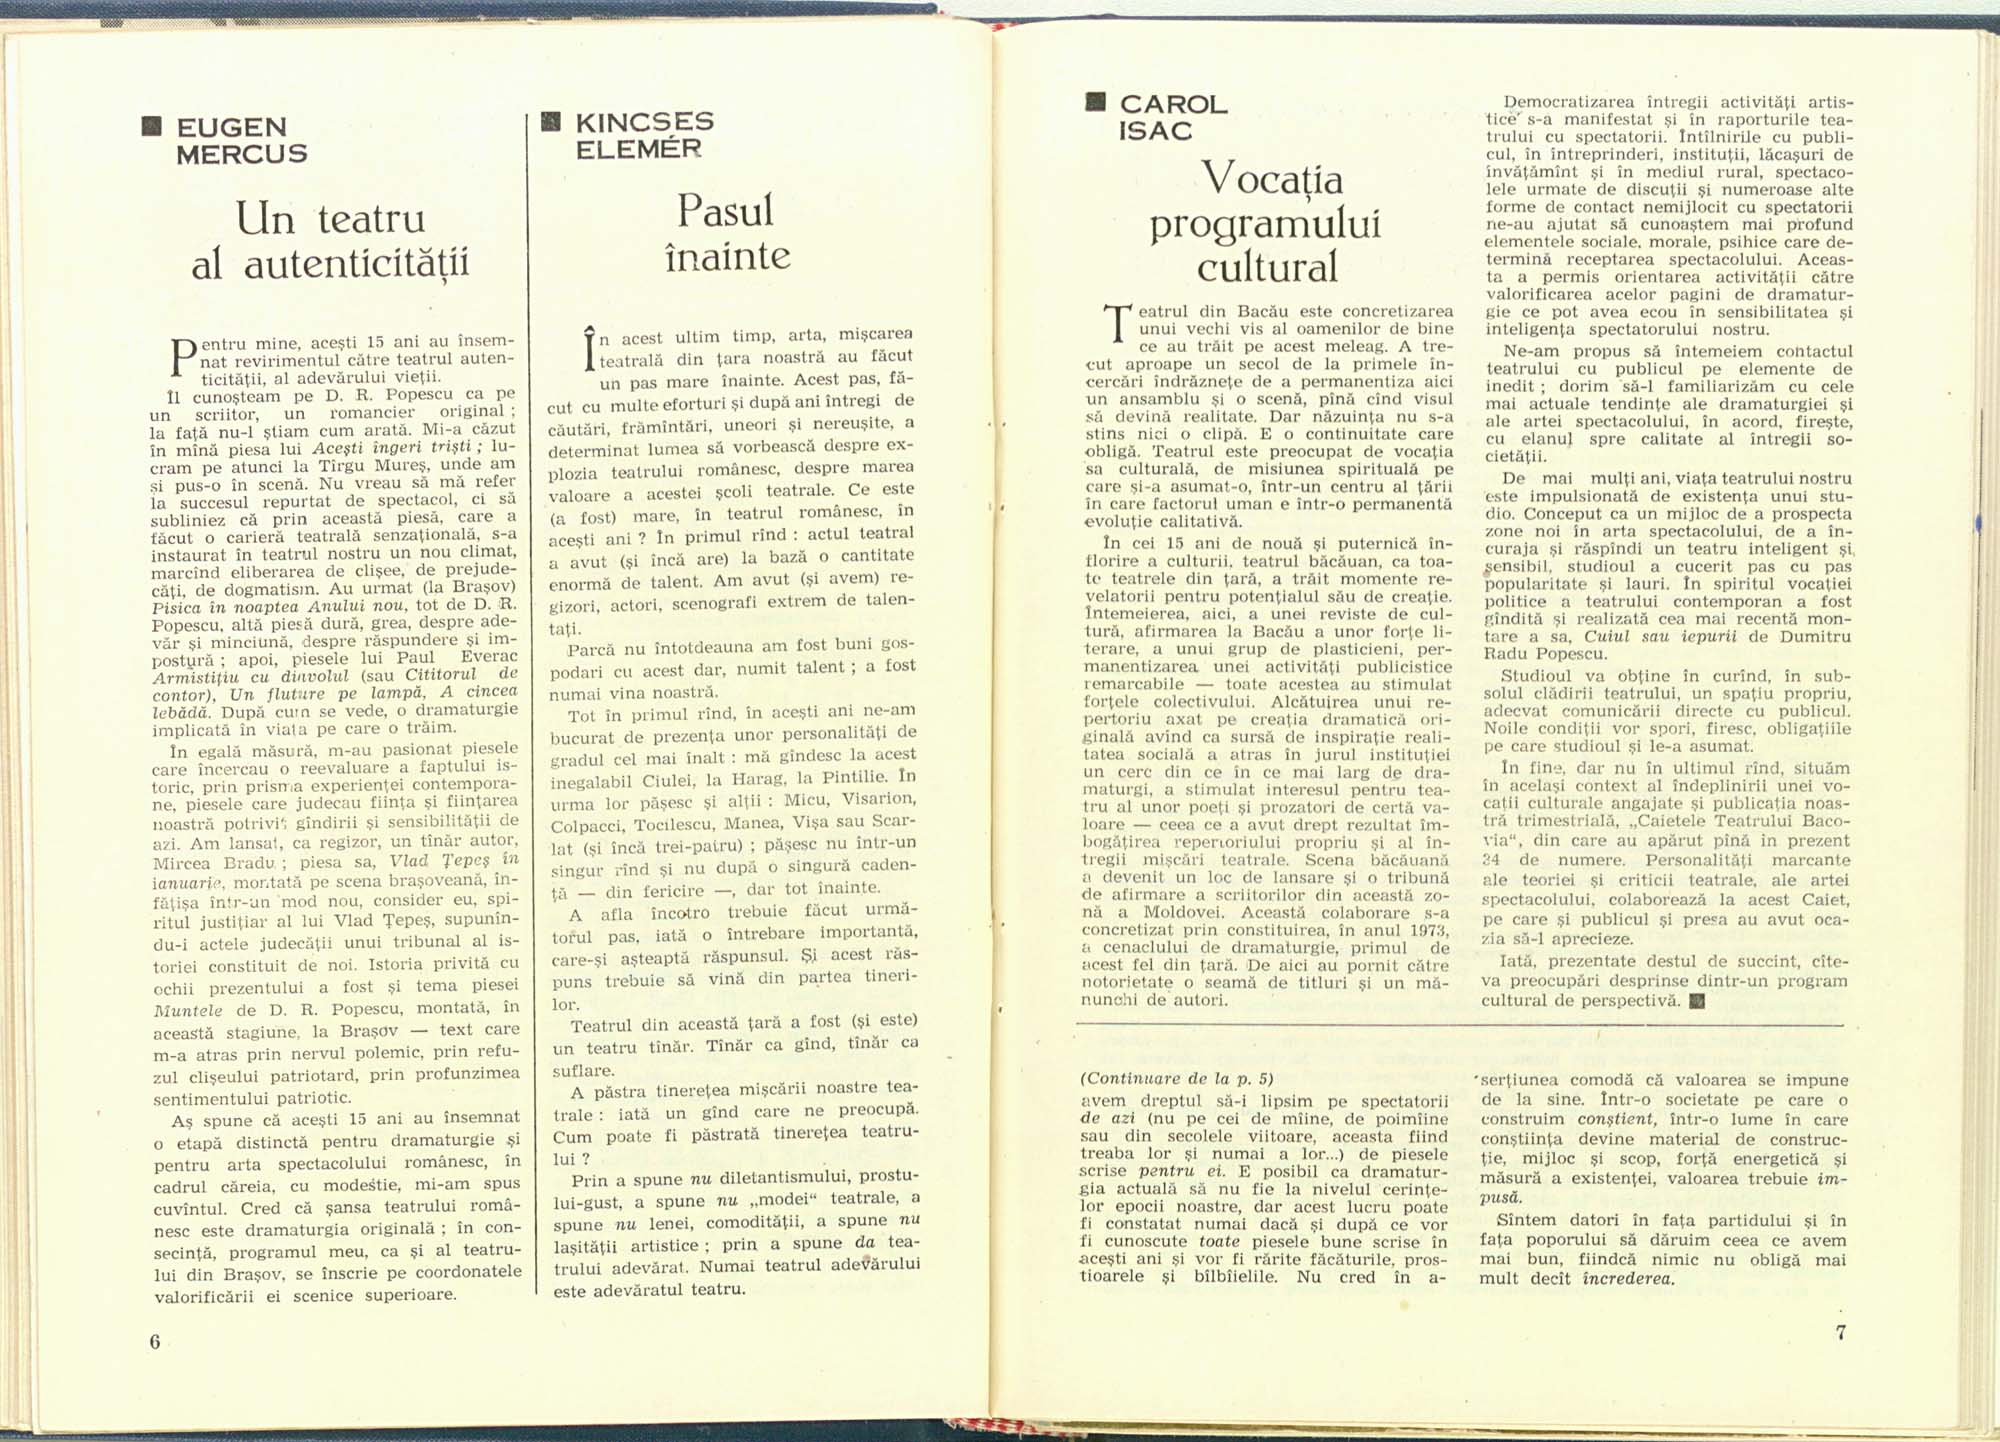 EUGEN
MERCUS
Un teatru
al autenticității
Pentru mine, acești 15 ani au însem-
nat revirimentul către teatrul auten-
ticității, al adevărului vieții.
Îl cunoșteam pe D. R. Popescu ca pe
un scriitor, un romancier original ;
la față nu-l știam cum arată. Mi-a căzut
în mînă piesa lui Acești îngeri triști ; lu-
cram pe atunci la Tîrgu Mureș, unde am
și pus-o în scenă. Nu vreau să mă refer
la succesul repurtat de spectacol, ci să
subliniez că prin această piesă, care a
făcut o carieră teatrală senzațională, s-a
instaurat în teatrul nostru un nou climat,
marcînd eliberarea de clișee, de prejude-
căți, de dogmatism. Au urmat (la Brașov)
Pisica în noaptea Anului nou, tot de D. R.
Popescu, altă piesă dură, grea, despre ade-
văr și minciună, despre răspundere și im-
postură ; apoi, piesele lui Paul Everac
Armistițiu cu diavolul (sau Cititorul de
contor), Un fluture pe lampă, A cincea
lebădă. După cum se vede, o dramaturgie
implicată în viața pe care o trăim.
În egală măsură, m-au pasionat piesele
care încercau o reevaluare a faptului is-
toric, prin prisma experienței contempora-
ne, piesele care judecau ființa și ființarea
noastră potrivit gîndirii și sensibilității de
azi. Am lansat, ca regizor, un tînăr autor,
Mircea Bradu ; piesa sa, Vlad Țepeș în
ianuarie, montată pe scena brașoveană, în-
fățișa într-un mod nou, consider eu, spi-
ritul justițiar al lui Vlad Țepeș, supunîn-
du-i actele judecății unui tribunal al is-
toriei constituit de noi. Istoria privită cu
ochii prezentului a fost și tema piesei
Muntele de D. R. Popescu, montată, în
această stagiune, la Brașov — text care
m-a atras prin nervul polemic, prin refu-
zul clișeului patriotard, prin profunzimea
sentimentului patriotic.
Aș spune că acești 15 ani au însemnat
o etapă distinctă pentru dramaturgie și
pentru arta spectacolului românesc, în
cadrul căreia, cu modestie, mi-am spus
cuvîntul. Cred că șansa teatrului romă-
nesc este dramaturgia originală ; în con-
secință, programul meu, ca și al teatru-
lui din Brașov, se înscrie pe coordonatele
valorificării ei scenice superioare.
6
KINCSES
ELEMÉR
Pasul
înainte
În acest ultim timp, arta, mișcarea
teatrală din țara noastră au făcut
un pas mare înainte. Acest pas, fă-
cut cu multe eforturi și după ani întregi de
căutări, frămîntări, uneori și nereușite, a
determinat lumea să vorbească despre ex-
plozia teatrului românesc, despre marea
valoare a acestei școli teatrale. Ce este
(a fost) mare, în teatrul românesc, în
acești ani ? În primul rînd : actul teatral
a avut (și încă are) la bază o cantitate
enormă de talent. Am avut (și avem) re-
gizori, actori, scenografi extrem de talen-
tați.
Parcă nu întotdeauna am fost buni gos-
podari cu acest dar, numit talent ; a fost
numai vina noastră.
Tot în primul rînd, în acești ani ne-am
bucurat de prezența unor personalități de
gradul cel mai înalt : mă gîndesc la acest
inegalabil Ciulei, la Harag, la Pintilie. În
urma lor pășesc și alții : Micu, Visarion,
Colpacci, Tocilescu, Manea, Vișa sau Scar-
lat (și încă trei-patru) ; pășesc nu într-un
singur rînd și nu după o singură caden-
ță — din fericire —, dar tot înainte.
A afla încotro trebuie făcut urmă-
torul pas, iată o întrebare importantă,
care-și așteaptă răspunsul. Și acest răs-
puns trebuie să vină din partea tineri-
lor.
Teatrul din această țară a fost (și este)
un teatru tînăr. Tînăr ca gînd, tînăr ca
suflare.
A păstra tinerețea mișcării noastre tea-
trale : iată un gînd care ne preocupă.
Cum poate fi păstrată tinerețea teatru-
lui ?
Prin a spune nu diletantismului, prostu-
lui-gust, a spune nu „modei“ teatrale, a
spune nu lenei, comodității, a spune nu
lașității artistice ; prin a spune da tea-
trului adevărat. Numai teatrul adevărului
este adevăratul teatru.
CAROL
ISAC
Vocația
programului
cultural
Teatrul din Bacău este concretizarea
unui vechi vis al oamenilor de bine
ce au trăit pe acest meleag. A tre-
cut aproape un secol de la primele în-
cercări îndrăznețe de a permanentiza aici
un ansamblu și o scenă, pînă cînd visul
să devină realitate. Dar năzuința nu s-a
stins nici o clipă. E o continuitate care
obligă. Teatrul este preocupat de vocația
sa culturală, de misiunea spirituală pe
care și-a asumat-o, într-un centru al țării
în care factorul uman e într-o permanentă
evoluție calitativă.
În cei 15 ani de nouă și puternică în-
florire a culturii, teatrul băcăuan, ca toa-
te teatrele din țară, a trăit momente re-
velatorii pentru potențialul său de creație.
Întemeierea, aici, a unei reviste de cul-
tură, afirmarea la Bacău a unor forțe li-
terare, a unui grup de plasticieni, per-
manentizarea unei activități publicistice
remarcabile — toate acestea au stimulat
forțele colectivului. Alcătuirea unui re-
pertoriu axat pe creația dramatică ori-
ginală avînd ca sursă de inspirație reali-
tatea socială a atras în jurul instituției
un cerc din ce în ce mai larg de dra-
maturgi, a stimulat interesul pentru tea-
tru al unor poeți și prozatori de certă va-
loare — ceea ce a avut drept rezultat îm-
bogățirea repertoriului propriu și al în-
tregii mișcări teatrale. Scena băcăuană
a devenit un loc de lansare și o tribună
de afirmare a scriitorilor din această zo-
nă a Moldovei. Această colaborare s-a
concretizat prin constituirea, în anul 1973,
a cenaclului de dramaturgie, primul de
acest fel din țară. De aici au pornit către
notorietate o seamă de titluri și un mă-
nunchi de autori.
Democratizarea întregii activități artis-
tice s-a manifestat și în raporturile tea-
trului cu spectatorii. Întîlnirile cu publi-
cul, în întreprinderi, instituții, lăcașuri de
învățămînt și în mediul rural, spectaco-
lele urmate de discuții și numeroase alte
forme de contact nemijlocit cu spectatorii
ne-au ajutat să cunoaștem mai profund
elementele sociale, morale, psihice care de-
termină receptarea spectacolului. Aceas-
ta a permis orientarea activității către
valorificarea acelor pagini de dramatur-
gie ce pot avea ecou în sensibilitatea și
inteligența spectatorului nostru.
Ne-am propus să întemeiem contactul
teatrului cu publicul pe elemente de
inedit ; dorim să-l familiarizăm cu cele
mai actuale tendințe ale dramaturgiei și
ale artei spectacolului, în acord, firește,
cu elanul spre calitate al întregii so-
cietății.
De mai mulți ani, viața teatrului nostru
este impulsionată de existența unui stu-
dio. Conceput ca un mijloc de a prospecta
zone noi în arta spectacolului, de a în-
curaja și răspîndi un teatru inteligent și
sensibil, studioul a cucerit pas cu pas
popularitate și lauri. În spiritul vocației
politice a teatrului contemporan a fost
gîndită și realizată cea mai recentă mon-
tare a sa, Cuiul sau iepurii de Dumitru
Radu Popescu.
Studioul va obține în curînd, în sub-
solul clădirii teatrului, un spațiu propriu,
adecvat comunicării directe cu publicul.
Noile condiții vor spori, firesc, obligațiile
pe care studioul și le-a asumat.
În fine, dar nu în ultimul rînd, situăm
în același context al îndeplinirii unei vo-
cații culturale angajate și publicația noas-
tră trimestrială, „Caietele Teatrului Baco-
via“, din care au apărut pînă în prezent
34 de numere. Personalități marcante
ale teoriei și criticii teatrale, ale artei
spectacolului, colaborează la acest Caiet,
pe care și publicul și presa au avut oca-
zia să-l aprecieze.
Iată, prezentate destul de succint, cîte-
va preocupări desprinse dintr-un program
cultural de perspectivă.
(Continuare de la p. 5)
avem dreptul să-i lipsim pe spectatorii
de azi (nu pe cei de mîine, de poimîine
sau din secolele viitoare, aceasta fiind
treaba lor și numai a lor...) de piesele
scrise pentru ei. E posibil ca dramatur-
gia actuală să nu fie la nivelul cerințe-
lor epocii noastre, dar acest lucru poate
fi constatat numai dacă și după ce vor
fi cunoscute toate piesele bune scrise în
acești ani și vor fi rărite făcăturile, pros-
tioarele și bîlbîielile. Nu cred în a-
serțiunea comodă că valoarea se impune
de la sine. Într-o societate pe care o
construim conștient, într-o lume în care
conștiința devine material de construc-
ție, mijloc și scop, forță energetică și
măsură a existenței, valoarea trebuie im-
pusă.
Sîntem datori în fața partidului și în
fața poporului să dăruim ceea ce avem
mai bun, fiindcă nimic nu obligă mai
mult decît încrederea.
7